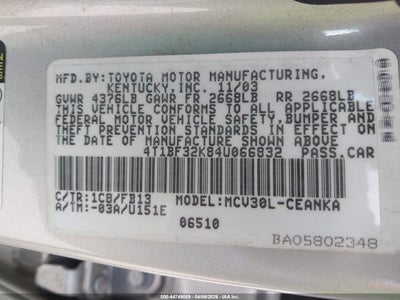 MFD.BY:TOYOTA MOTOR MANUFACTURING,
KENTUCKY,INC. 11/03
GVWR 4376LB GAWR FR 2668LB RR 2668LB
THIS VEHICLE CONFORMS TO ALL APPLICABLE
FEDERAL MOTOR VEHICLE SAFETY, BUMPER, AND
THEFT PREVENTION STANDARDS IN EFFECT ON
THE DATE OF MANUFACTURE SHOWN ABOVE.
4T1BF32K84U066832 PASS.CAR
C/TR:1C8/FB13 MODEL:MCV30L-CEANKA
A/TM:-03A/U151E
06510
BA05802348